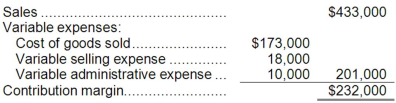 Sales .................................... $433,000
Variable expenses:
Cost of goods sold........................ $173,000
Variable selling expense .............. 18,000
Variable administrative expense ... 10,000 201,000
Contribution margin......................... $232,000